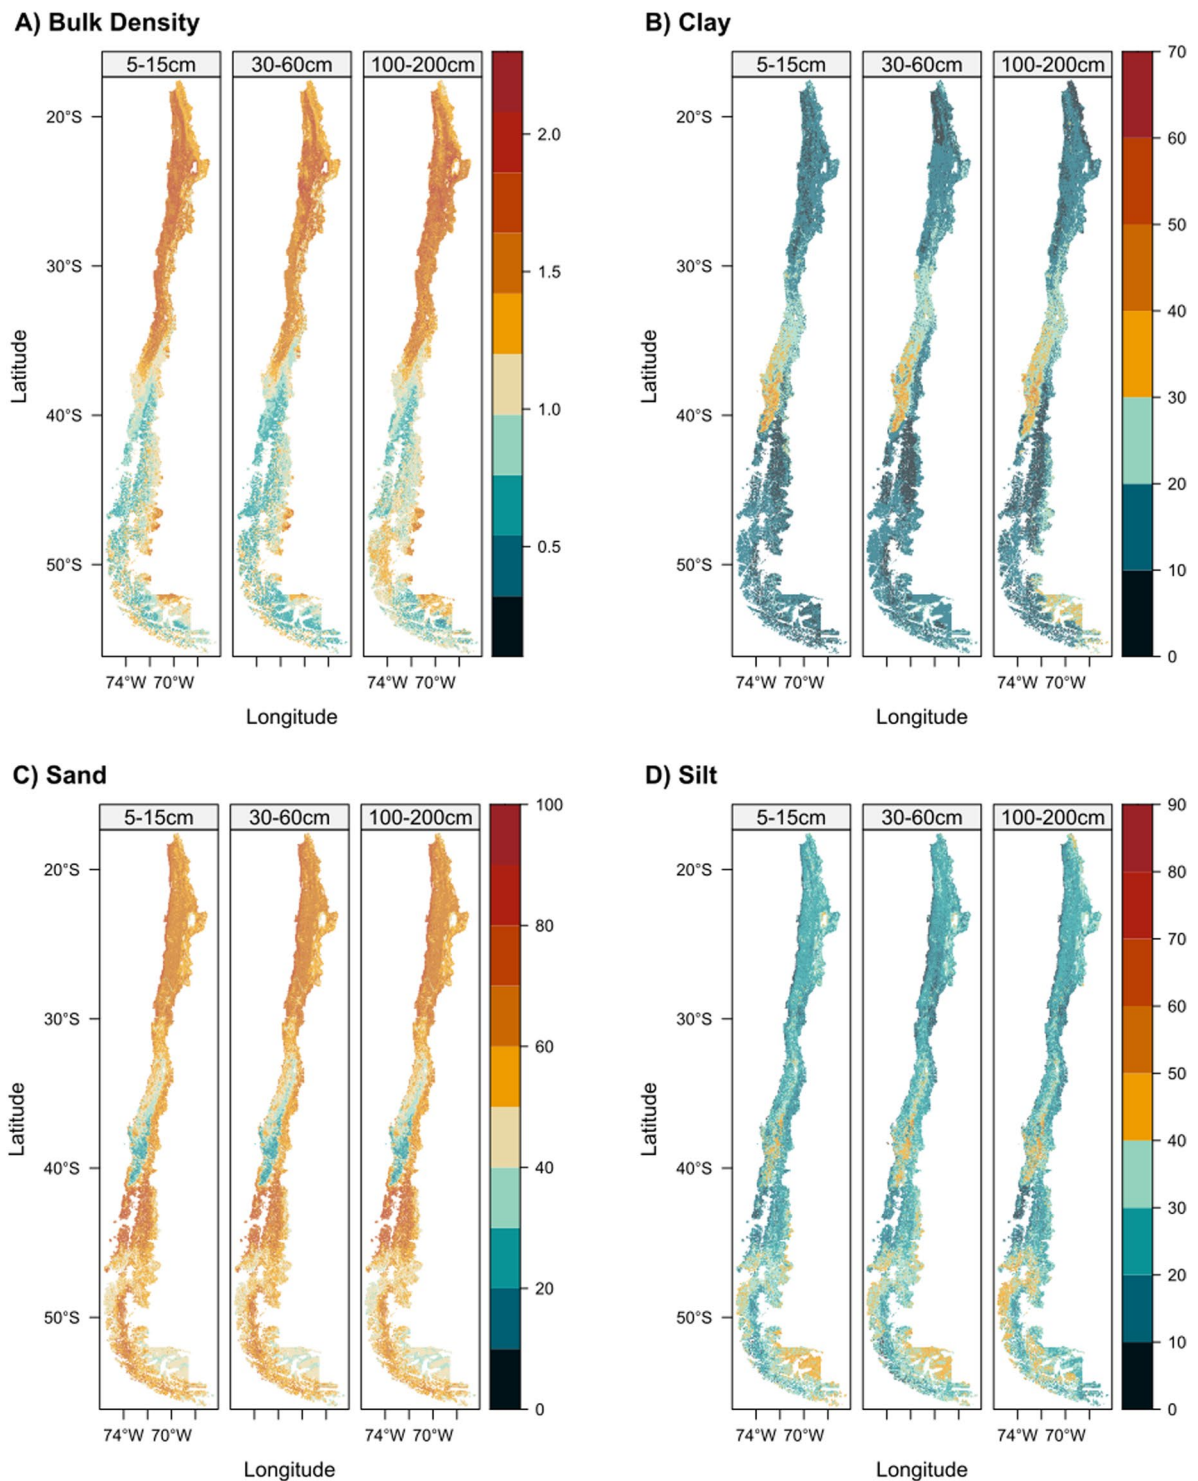 A) Bulk Density
5-15cm 30-60cm 100-200cm
20°S
30°S
40°S
50°S
Latitude
74°W 70°W 74°W 70°W
Longitude
2.0
1.5
1.0
0.5
B) Clay
5-15cm 30-60cm 100-200cm
20°S
30°S
40°S
50°S
Latitude
74°W 70°W 74°W 70°W
Longitude
70
60
50
40
30
20
10
0
C) Sand
5-15cm 30-60cm 100-200cm
20°S
30°S
40°S
50°S
Latitude
74°W 70°W 74°W 70°W
Longitude
100
80
60
40
20
0
D) Silt
5-15cm 30-60cm 100-200cm
20°S
30°S
40°S
50°S
Latitude
74°W 70°W 74°W 70°W
Longitude
90
80
70
60
50
40
30
20
10
0